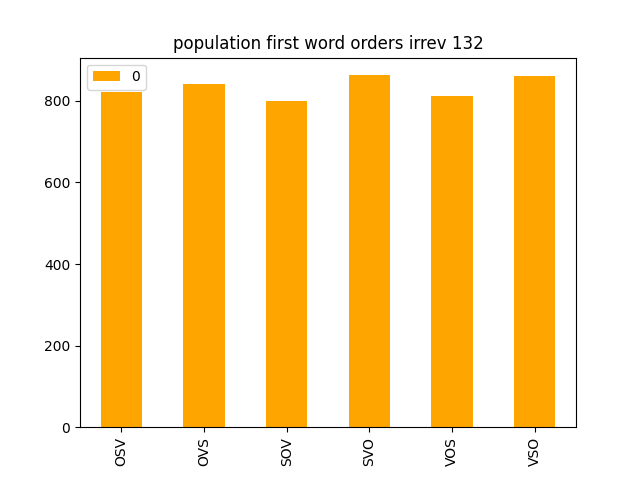 population first word orders irrev 132
0
800
600
400
200
0
OSV
OVS
SOV
SVO
VOS
VSO